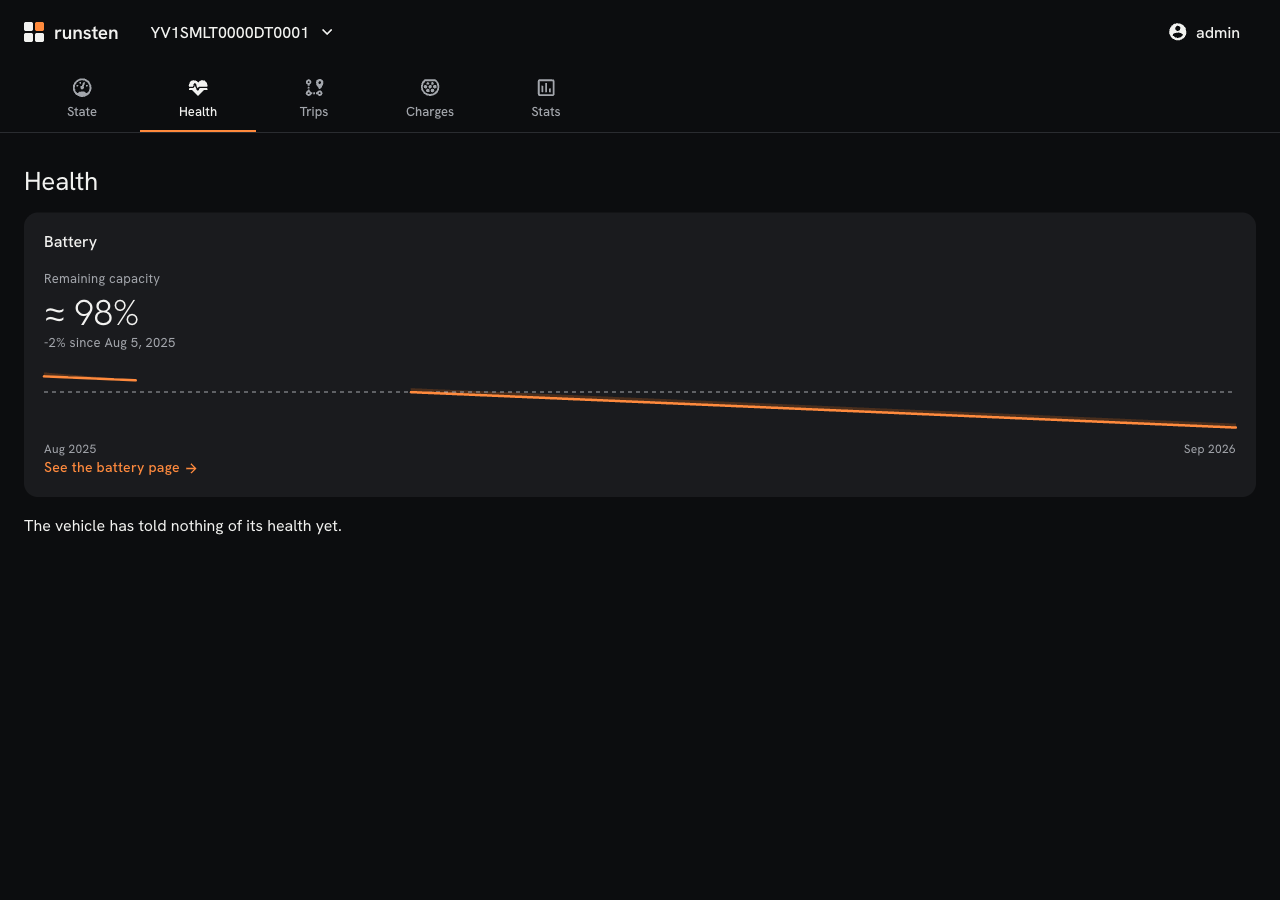 runsten
YV1SMLT0000DT0001
admin
State
Health
Trips
Charges
Stats
Health
Battery
Remaining capacity
≈ 98%
-2% since Aug 5, 2025
Aug 2025
Sep 2026
See the battery page →
The vehicle has told nothing of its health yet.